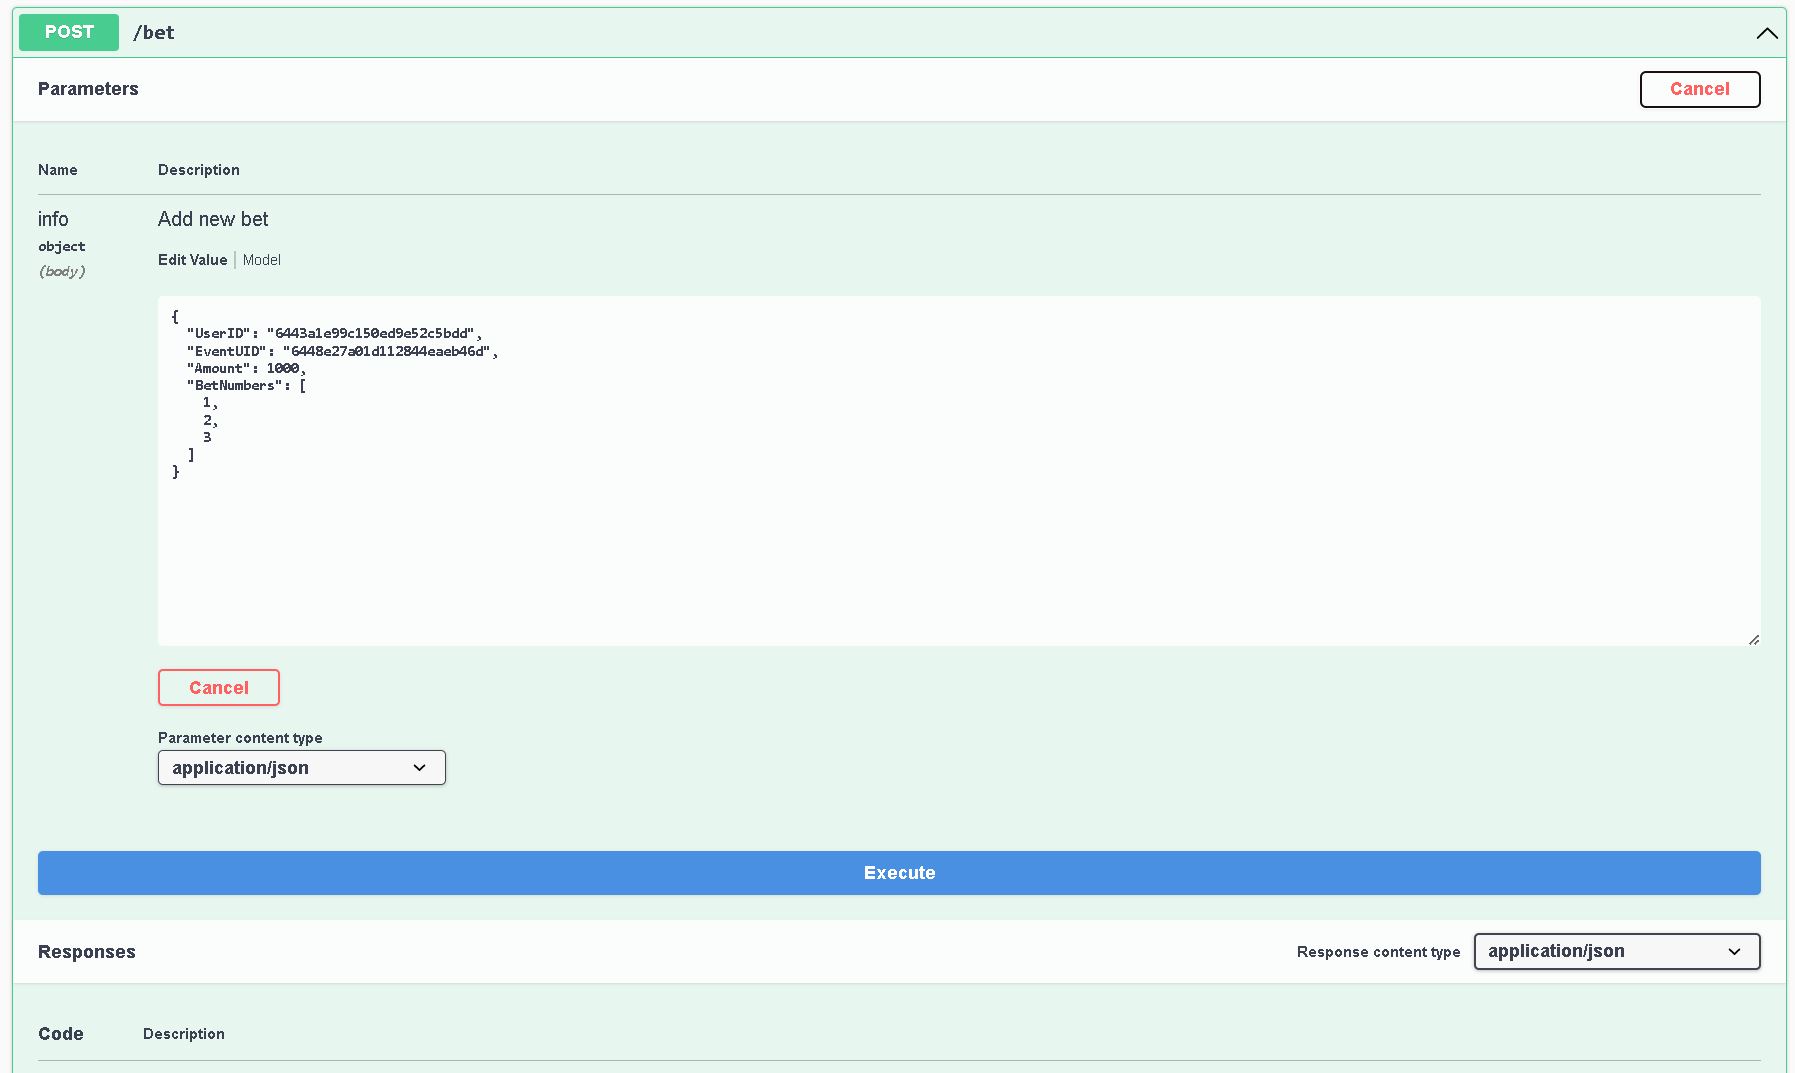 POST /bet
Parameters
Cancel
Name Description
info
object
(body)
Add new bet
Edit Value | Model
{
  "UserID": "6443a1e99c150ed9e52c5bdd",
  "EventUID": "6448e27a01d112844eaeb46d",
  "Amount": 1000,
  "BetNumbers": [
    1,
    2,
    3
  ]
}
Cancel
Parameter content type
application/json
Execute
Responses
Response content type application/json
Code Description